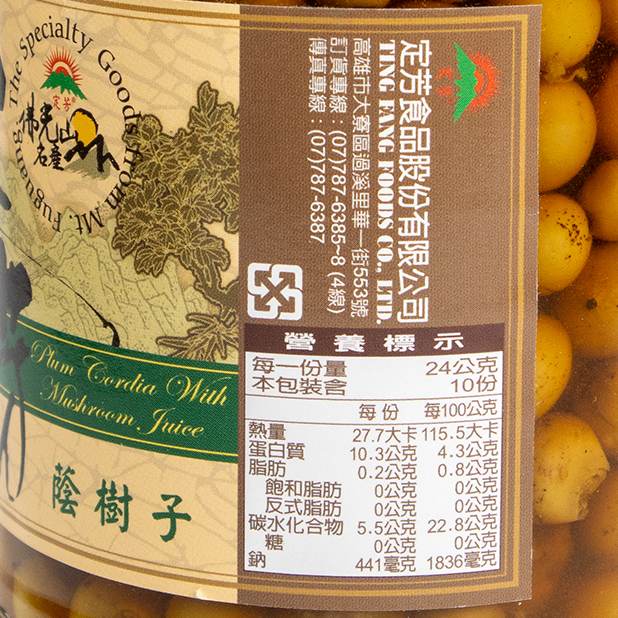 The Specialty Goods from Mt. Fuguang
定芳®
佛光山
名產
Plum Cordia With
Mushroom Juice
蔭樹子
定芳
定芳食品股份有限公司
TING FANG FOODS CO., LTD.
高雄市大寮區過溪里華一街553號
訂貨專線：(07)787-6385~8 (4線)
傳真專線：(07)787-6387
營養標示
每一份量 24公克
本包裝含 10份
每份 每100公克
熱量 27.7大卡 115.5大卡
蛋白質 10.3公克 4.3公克
脂肪 0.2公克 0.8公克
飽和脂肪 0公克 0公克
反式脂肪 0公克 0公克
碳水化合物 5.5公克 22.8公克
糖 0公克 0公克
鈉 441毫克 1836毫克